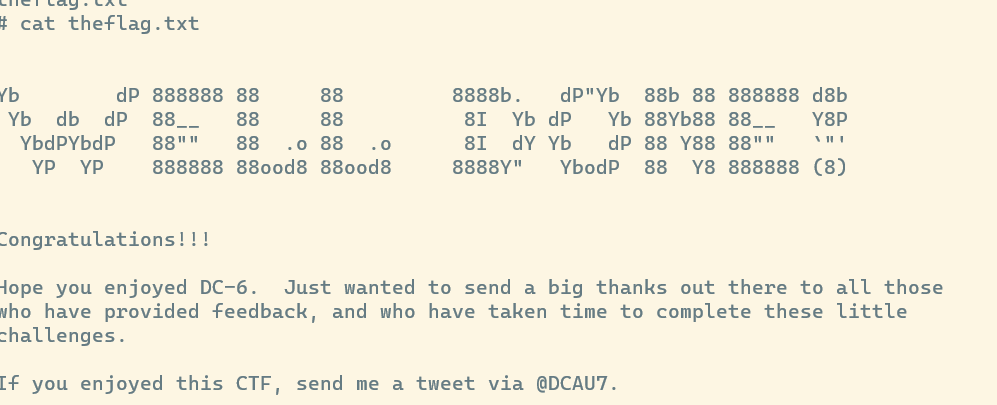 theflag.txt
# cat theflag.txt
Yb        dP 888888 88     88         8888b.   dP"Yb  88b 88 888888 d8b
 Yb  db  dP  88__   88     88          8I  Yb dP   Yb 88Yb88 88__   Y8P
  YbdPYbdP   88""   88  .o 88  .o      8I  dY Yb   dP 88 Y88 88""   `"'
   YP  YP    888888 88ood8 88ood8     8888Y"   YbodP  88  Y8 888888 (8)
Congratulations!!!
Hope you enjoyed DC-6.  Just wanted to send a big thanks out there to all those
who have provided feedback, and who have taken time to complete these little
challenges.
If you enjoyed this CTF, send me a tweet via @DCAU7.